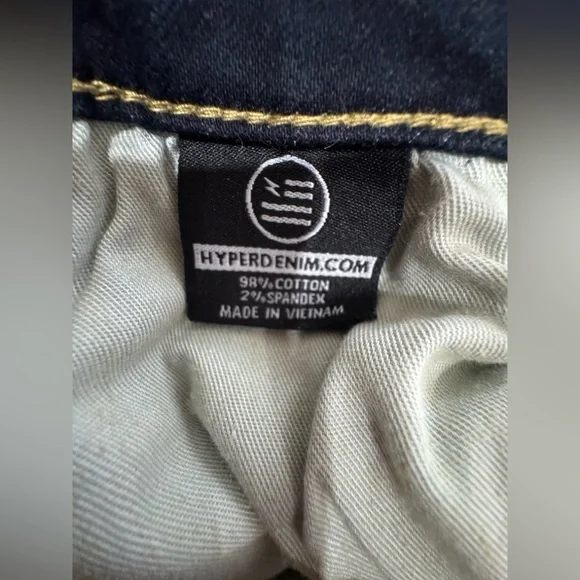 HYPERDENIM.COM
98% COTTON
2% SPANDEX
MADE IN VIETNAM